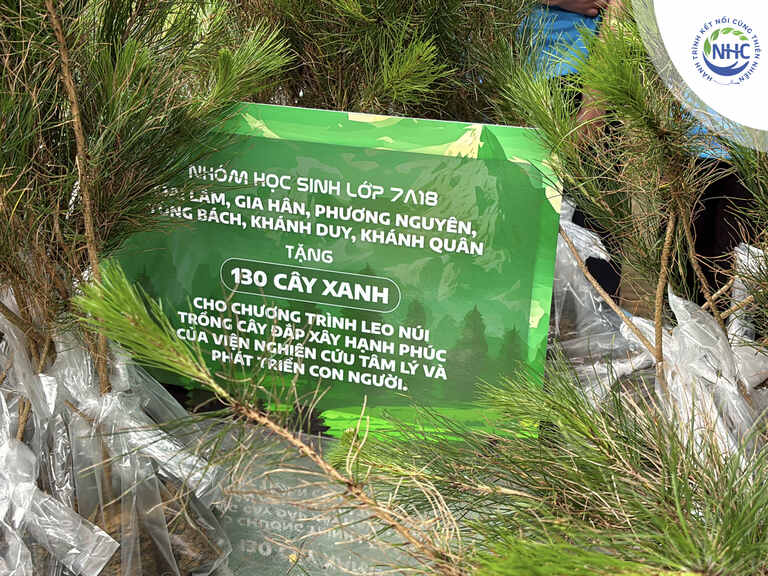 NHÓM HỌC SINH LỚP 7A18
LÂM, GIA HÂN, PHƯƠNG NGUYÊN,
TÙNG BÁCH, KHÁNH DUY, KHÁNH QUÂN
TẶNG
130 CÂY XANH
CHO CHƯƠNG TRÌNH LEO NÚI
TRỒNG CÂY ĐẮP XÂY HẠNH PHÚC
CỦA VIỆN NGHIÊN CỨU TÂM LÝ VÀ
PHÁT TRIỂN CON NGƯỜI.
HÀNH TRÌNH KẾT NỐI CÙNG THIÊN NHIÊN
NHC